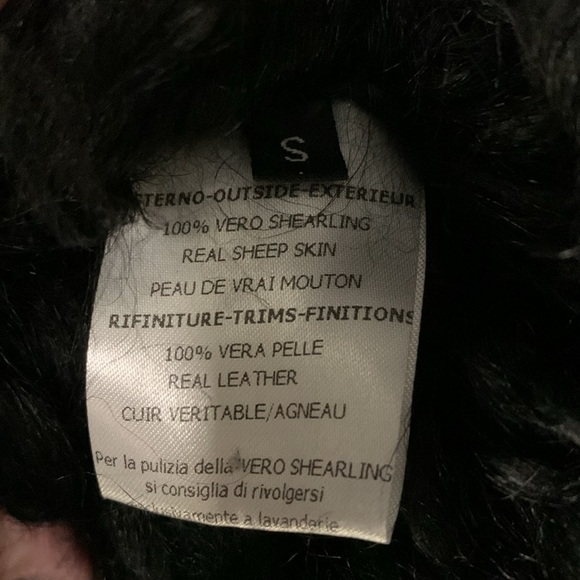 S
STERNO-OUTSIDE-EXTERIEUR
100% VERO SHEARLING
REAL SHEEP SKIN
PEAU DE VRAI MOUTON
RIFINITURE-TRIMS-FINITIONS
100% VERA PELLE
REAL LEATHER
CUIR VERITABLE/AGNEAU
Per la pulizia della VERO SHEARLING
si consiglia di rivolgersi
a lavanderie